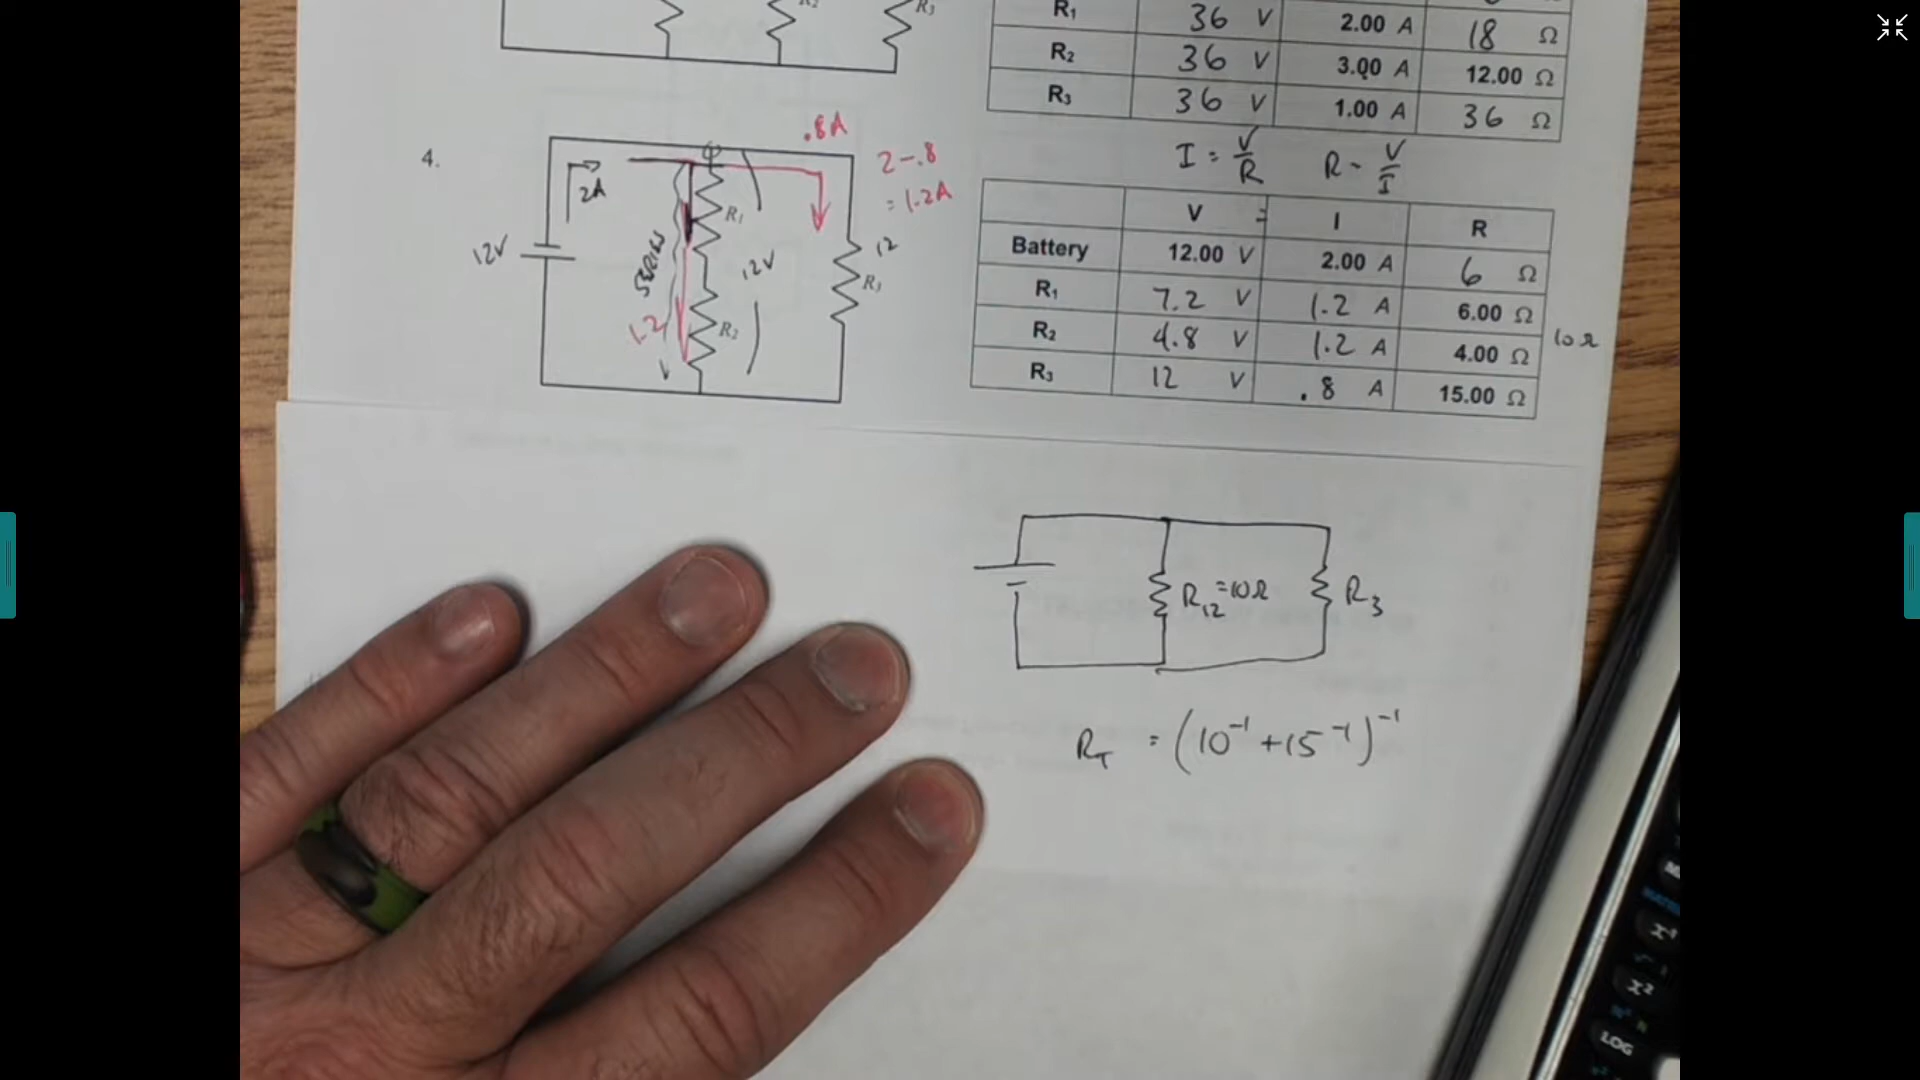 R₂
R₃
R₁ 36 V 2.00 A 18 Ω
R₂ 36 V 3.00 A 12.00 Ω
R₃ 36 V 1.00 A 36 Ω
I = V/R R - V/I
4.
.8A
2-.8
= 1.2A
2A
12V
SERIES
1.2
R₁
12V
R₂
12
R₃
V = I R
Battery 12.00 V 2.00 A 6 Ω
R₁ 7.2 V 1.2 A 6.00 Ω
R₂ 4.8 V 1.2 A 4.00 Ω
10Ω
R₃ 12 V .8 A 15.00 Ω
R₁₂ =10Ω
R₃
R_T = (10⁻¹ +15⁻¹)⁻¹
x²
LOG